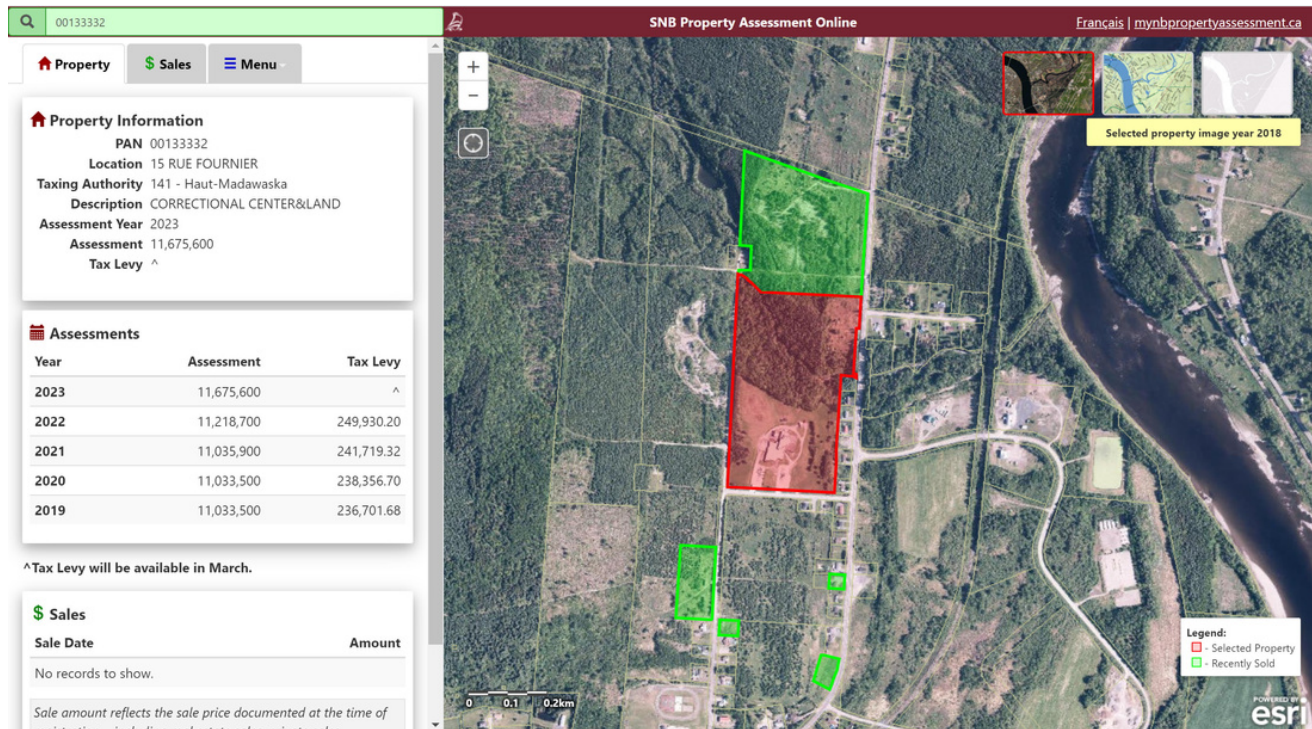 00133332
SNB Property Assessment Online
Français | mynbpropertyassessment.ca
Property
$ Sales
Menu
Property Information
PAN 00133332
Location 15 RUE FOURNIER
Taxing Authority 141 - Haut-Madawaska
Description CORRECTIONAL CENTER&LAND
Assessment Year 2023
Assessment 11,675,600
Tax Levy ^
Assessments
Year Assessment Tax Levy
2023 11,675,600 ^
2022 11,218,700 249,930.20
2021 11,035,900 241,719.32
2020 11,033,500 238,356.70
2019 11,033,500 236,701.68
^Tax Levy will be available in March.
$ Sales
Sale Date Amount
No records to show.
Sale amount reflects the sale price documented at the time of
+
−
Selected property image year 2018
Legend:
- Selected Property
- Recently Sold
0 0.1 0.2km
POWERED BY
esri